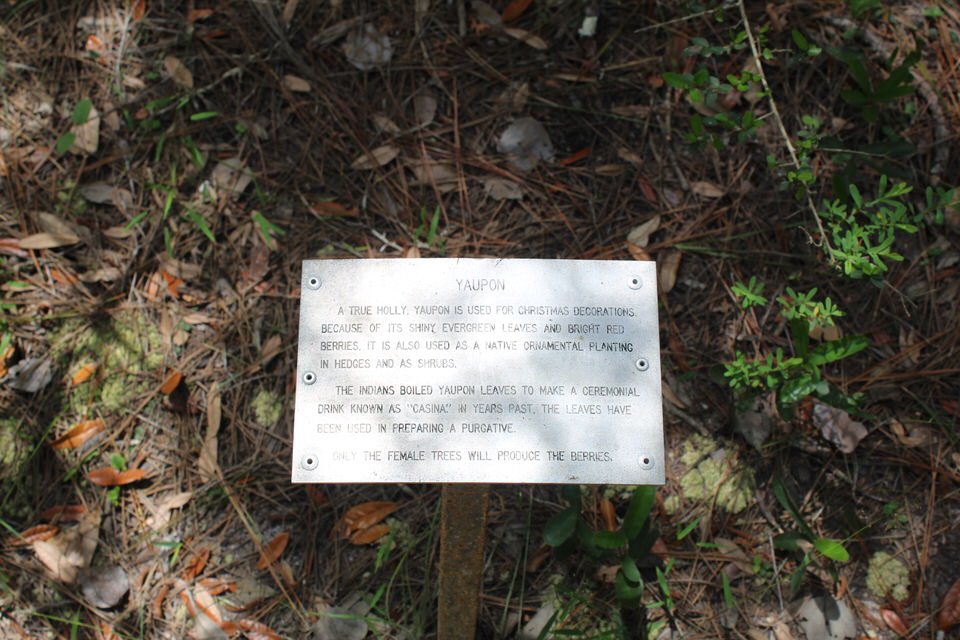 YAUPON
A TRUE HOLLY, YAUPON IS USED FOR CHRISTMAS DECORATIONS
BECAUSE OF ITS SHINY EVERGREEN LEAVES AND BRIGHT RED
BERRIES. IT IS ALSO USED AS A NATIVE ORNAMENTAL PLANTING
IN HEDGES AND AS SHRUBS.
THE INDIANS BOILED YAUPON LEAVES TO MAKE A CEREMONIAL
DRINK KNOWN AS "CASINA." IN YEARS PAST, THE LEAVES HAVE
BEEN USED IN PREPARING A PURGATIVE.
ONLY THE FEMALE TREES WILL PRODUCE THE BERRIES.